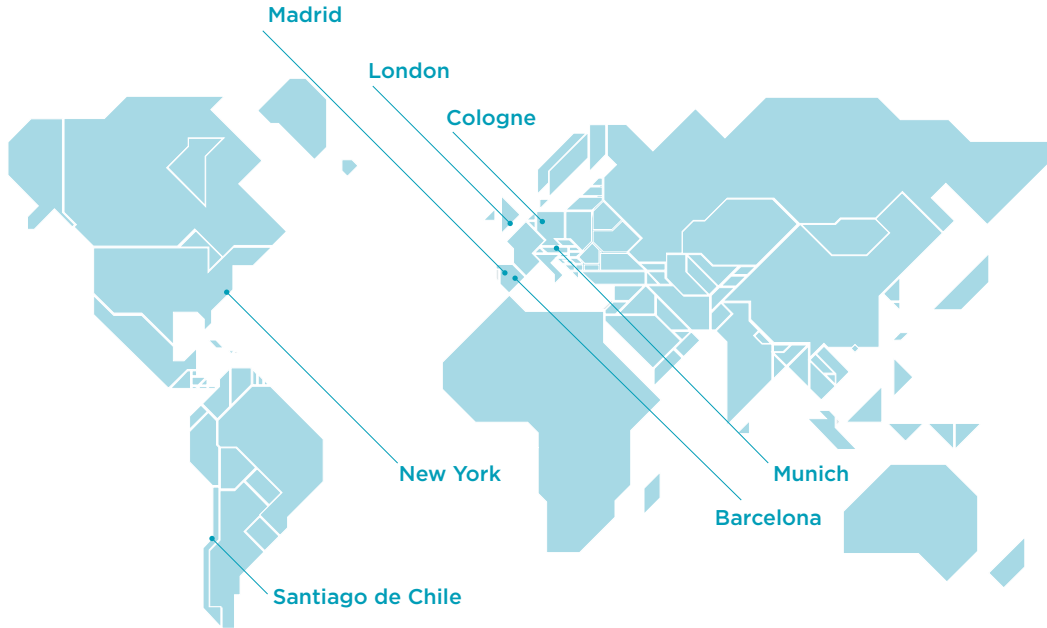 Madrid
London
Cologne
New York
Munich
Barcelona
Santiago de Chile